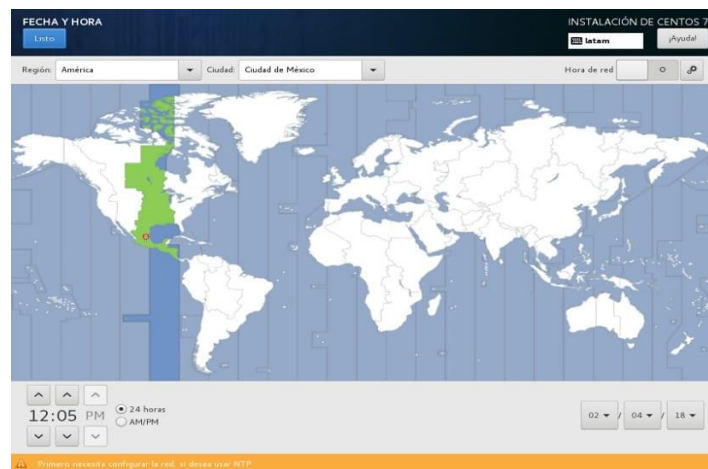 FECHA Y HORA
INSTALACIÓN DE CENTOS 7
Listo
latam
¡Ayuda!
Región: América Ciudad: Ciudad de México Hora de red O
12:05 PM
24 horas
AM/PM
02 / 04 / 18
Primero necesita configurar la red, si desea usar NTP